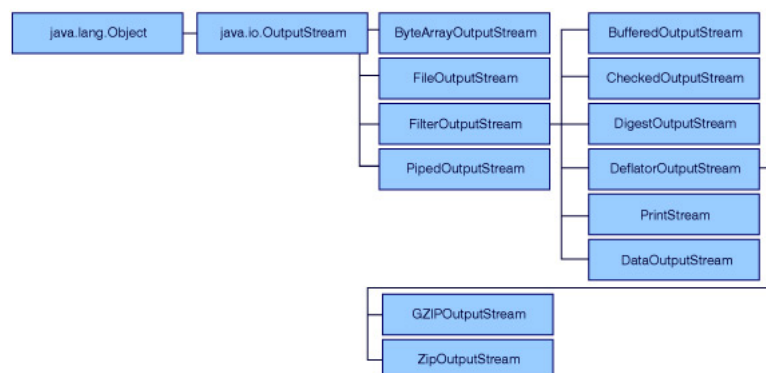 java.lang.Object
java.io.OutputStream
ByteArrayOutputStream
FileOutputStream
FilterOutputStream
PipedOutputStream
BufferedOutputStream
CheckedOutputStream
DigestOutputStream
DeflatorOutputStream
PrintStream
DataOutputStream
GZIPOutputStream
ZipOutputStream